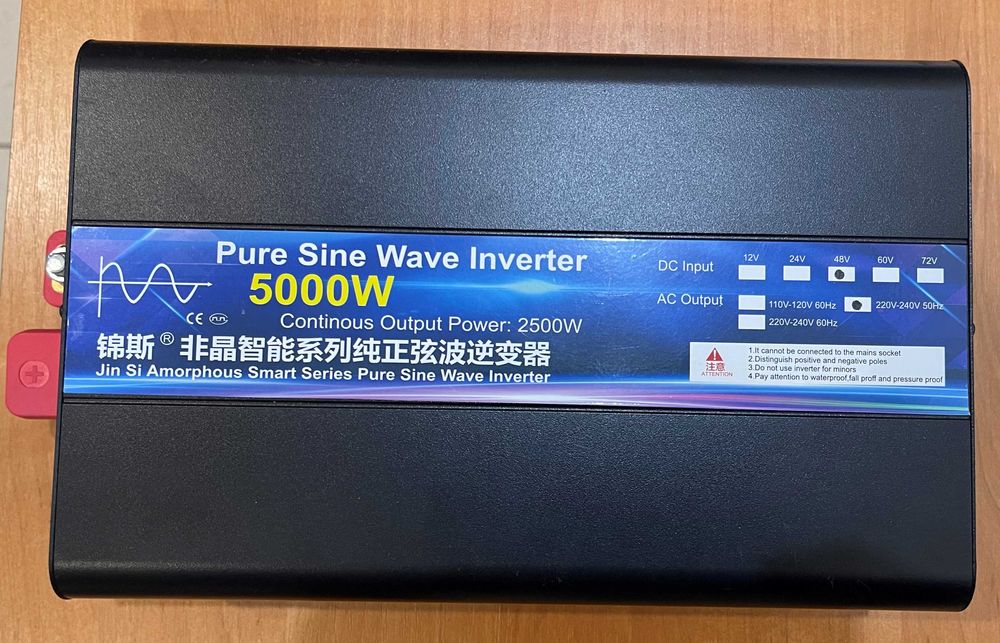 Pure Sine Wave Inverter
5000W
CE
Continous Output Power: 2500W
锦斯®非晶智能系列纯正弦波逆变器
Jin Si Amorphous Smart Series Pure Sine Wave Inverter
DC Input 12V 24V 48V 60V 72V
AC Output 110V-120V 60Hz 220V-240V 50Hz
220V-240V 60Hz
注意
ATTENTION
1.It cannot be connected to the mains socket
2.Distinguish positive and negative poles
3.Do not use inverter for minors
4.Pay attention to waterproof,fall proff and pressure proof